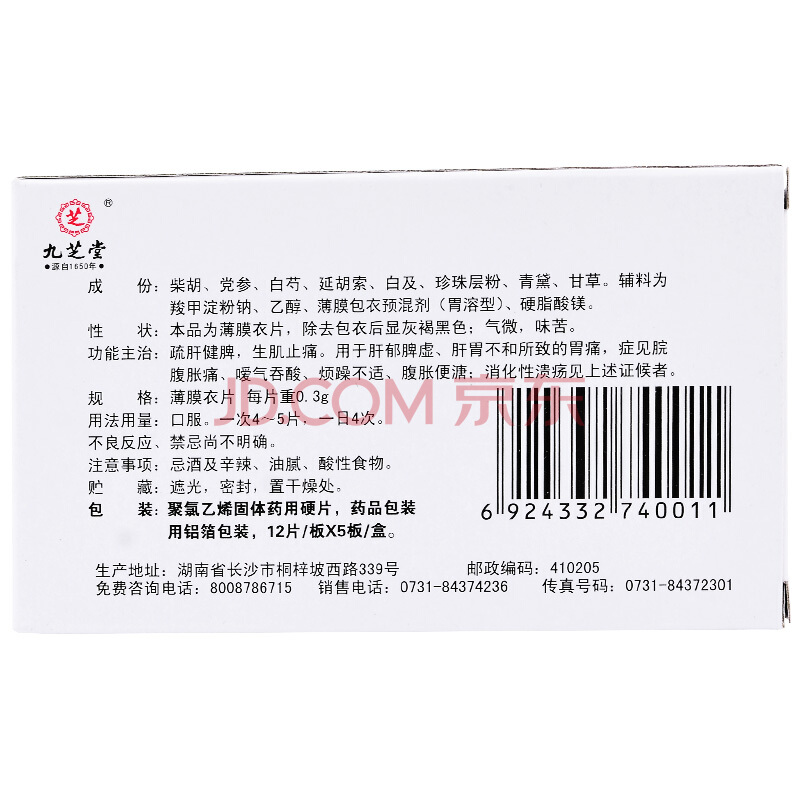 芝
®
九芝堂
●源自1650年●
成　份：柴胡、党参、白芍、延胡索、白及、珍珠层粉、青黛、甘草。辅料为
羧甲淀粉钠、乙醇、薄膜包衣预混剂（胃溶型）、硬脂酸镁。
性　状：本品为薄膜衣片，除去包衣后显灰褐黑色；气微，味苦。
功能主治：疏肝健脾，生肌止痛。用于肝郁脾虚、肝胃不和所致的胃痛，症见脘
腹胀痛、嗳气吞酸、烦躁不适、腹胀便溏；消化性溃疡见上述证候者。
规　格：薄膜衣片 每片重0.3g
JD.COM 京东
用法用量：口服。一次4～5片，一日4次。
不良反应、禁忌尚不明确。
注意事项：忌酒及辛辣、油腻、酸性食物。
贮　藏：遮光，密封，置干燥处。
包　装：聚氯乙烯固体药用硬片，药品包装
用铝箔包装，12片/板X5板/盒。
6 924332 740011
生产地址：湖南省长沙市桐梓坡西路339号　邮政编码：410205
免费咨询电话：8008786715　销售电话：0731-84374236　传真号码：0731-84372301